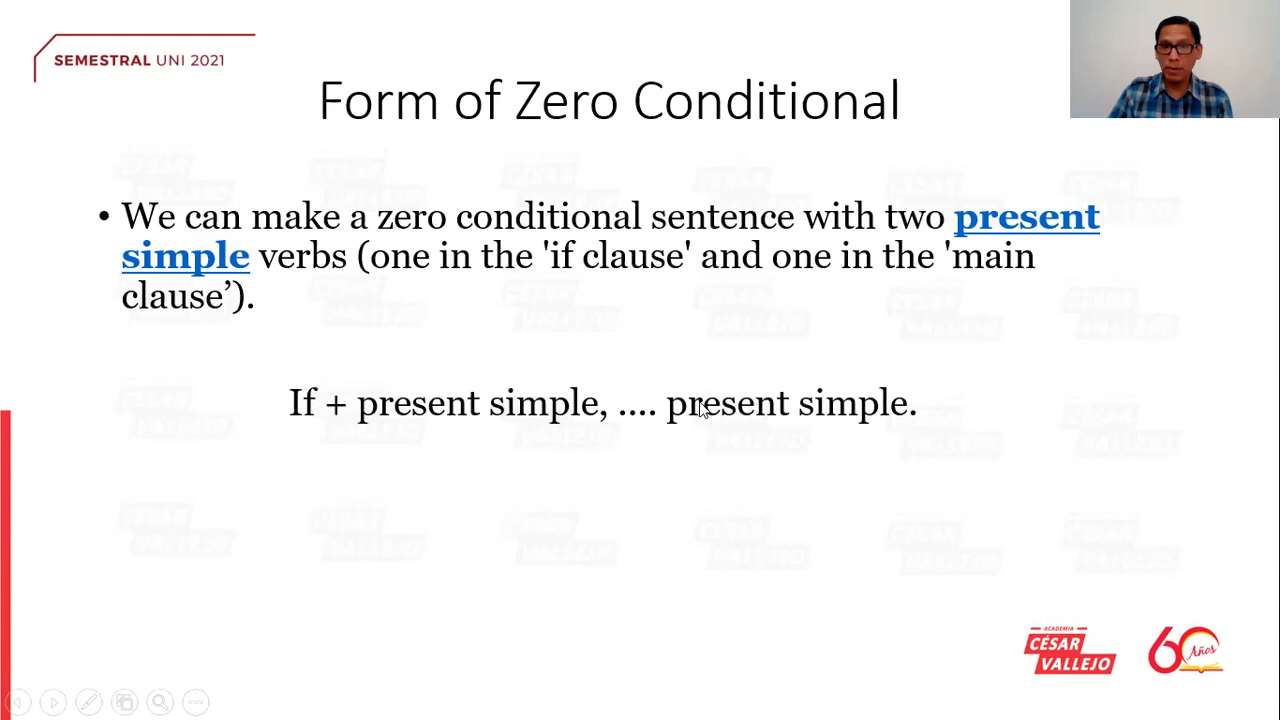 SEMESTRAL UNI 2021
Form of Zero Conditional
• We can make a zero conditional sentence with two present
simple verbs (one in the 'if clause' and one in the 'main
clause’).
If + present simple, .... present simple.
ACADEMIA
CÉSAR
VALLEJO
60
Años